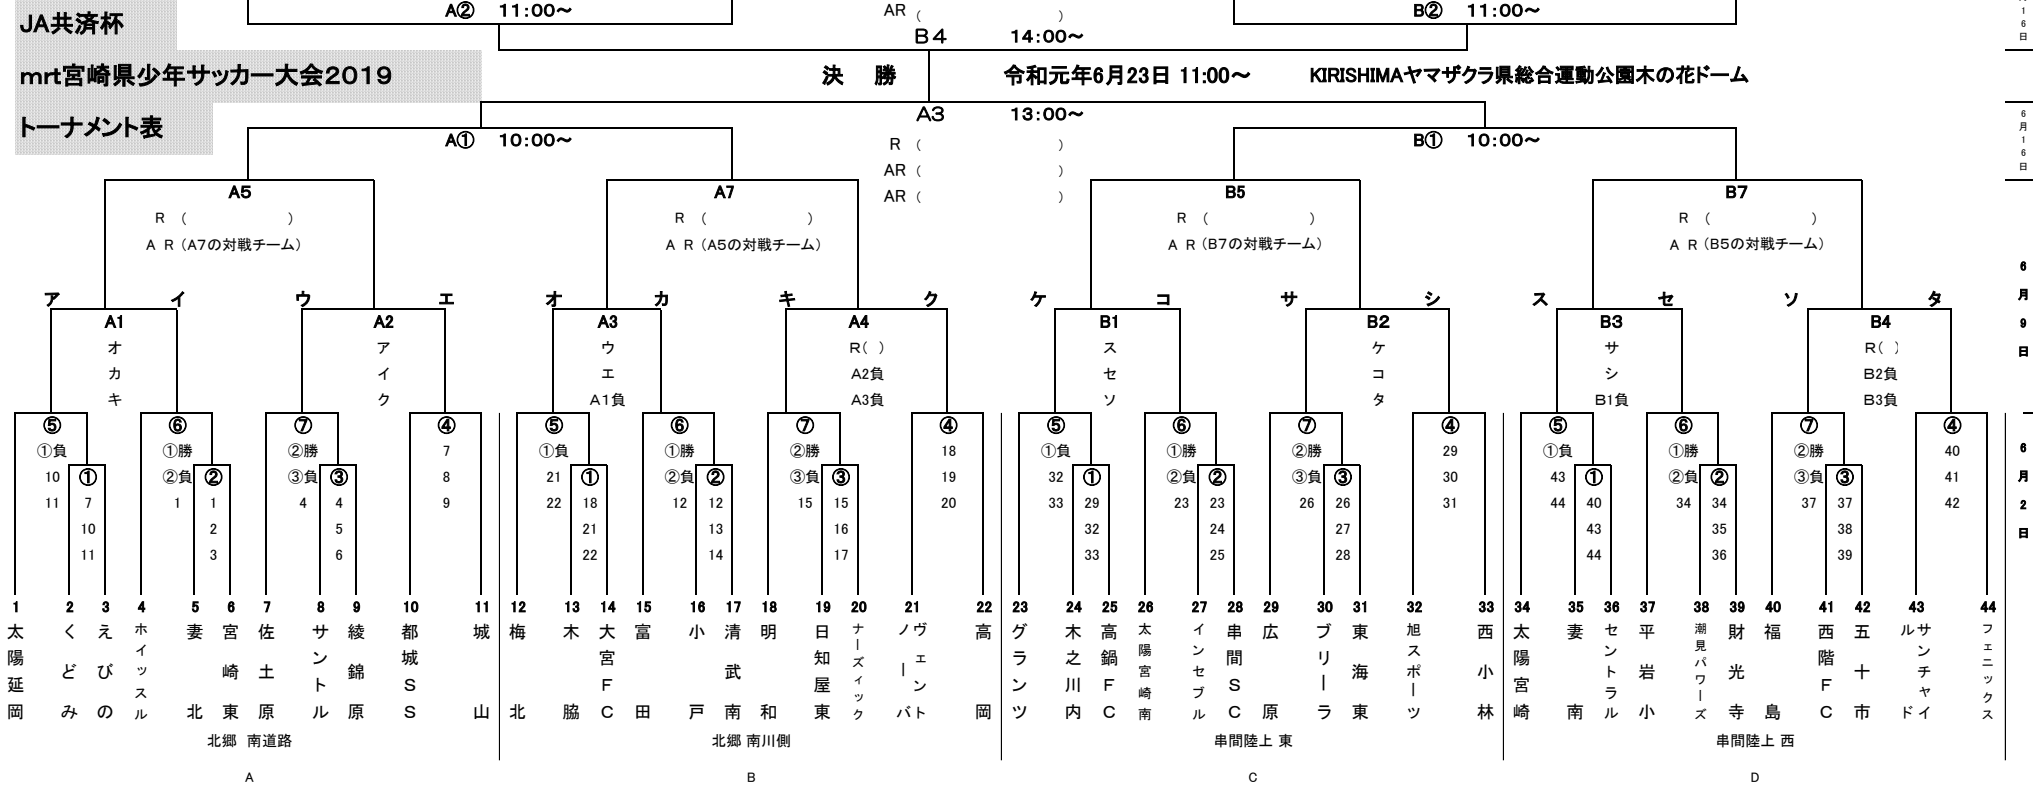 A② 11:00～
AR ( )
B② 11:00～
JA共済杯
B4 14:00～
mrt宮崎県少年サッカー大会2019
決 勝 令和元年6月23日 11:00～ KIRISHIMAヤマザクラ県総合運動公園木の花ドーム
トーナメント表
A3 13:00～
A① 10:00～
B① 10:00～
R ( )
AR ( )
AR ( )
16日
6月16日
A5 A7 B5 B7
R ( ) R ( ) R ( ) R ( )
A R (A7の対戦チーム) A R (A5の対戦チーム) A R (B7の対戦チーム) A R (B5の対戦チーム)
6月9日
ア イ ウ エ オ カ キ ク ケ コ サ シ ス セ ソ タ
A1 A2 A3 A4 B1 B2 B3 B4
オ ア ウ R( ) ス ケ サ R( )
カ イ エ A2負 セ コ シ B2負
キ ク A1負 A3負 ソ タ B1負 B3負
⑤ ⑥ ⑦ ④ ⑤ ⑥ ⑦ ④ ⑤ ⑥ ⑦ ④ ⑤ ⑥ ⑦ ④
①負 ①勝 ②勝 7 ①負 ①勝 ②勝 18 ①負 ①勝 ②勝 29 ①負 ①勝 ②勝 40
10 ① ②負 ② ③負 ③ 8 21 ① ②負 ② ③負 ③ 19 32 ① ②負 ② ③負 ③ 30 43 ① ②負 ② ③負 ③ 41
11 7 1 1 4 4 9 22 18 12 12 15 15 20 33 29 23 23 26 26 31 44 40 34 34 37 37 42
10 2 5 21 13 16 32 24 27 43 35 38
11 3 6 22 14 17 33 25 28 44 36 39
6月2日
1 太陽延岡
2 くどみ
3 えびの
4 ホイッスル
5 妻北
6 宮崎東
7 佐土原
8 サントル
9 綾錦原
10 都城SS
11 城山
12 梅北
13 木脇
14 大宮FC
15 富田
16 小戸
17 清武南
18 明和
19 日知屋東
20 ナーズィック
21 ヴェントノーバ
22 高岡
23 グランツ
24 木之川内
25 高鍋FC
26 太陽宮崎南
27 インセブル
28 串間SC
29 広原
30 ブリーラ
31 東海東
32 旭スポーツ
33 西小林
34 太陽宮崎
35 妻南
36 セントラル
37 平岩小
38 潮見パワーズ
39 財光寺
40 福島
41 西階FC
42 五十市
43 サンチャイルド
44 フェニックス
北郷 南道路 北郷 南川側 串間陸上 東 串間陸上 西
A B C D